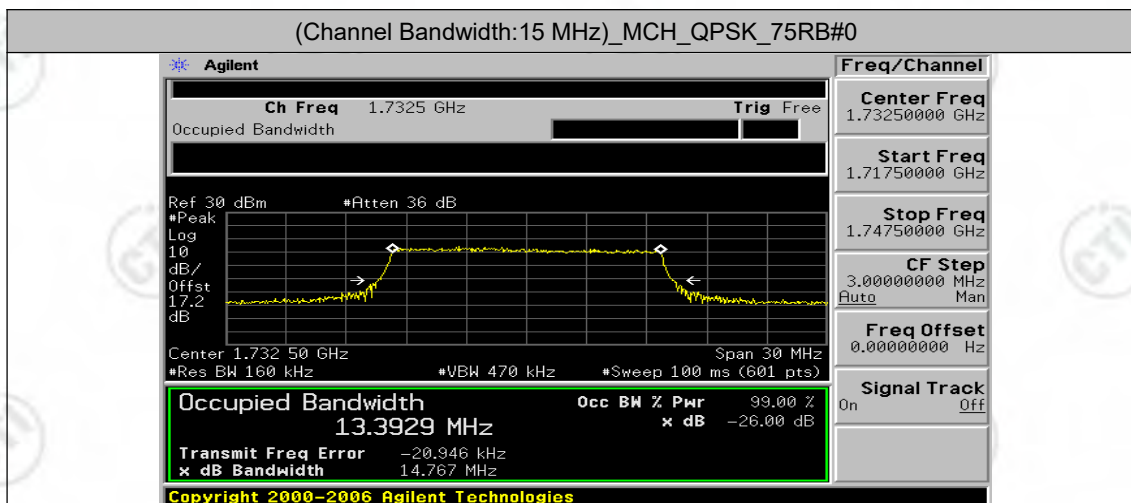 (Channel Bandwidth:15 MHz)_MCH_QPSK_75RB#0
Agilent
Freq/Channel
Ch Freq 1.7325 GHz Trig Free
Occupied Bandwidth
Center Freq
1.73250000 GHz
Start Freq
1.71750000 GHz
Stop Freq
1.74750000 GHz
CF Step
3.00000000 MHz
Auto Man
Freq Offset
0.00000000 Hz
Signal Track
On Off
Ref 30 dBm #Atten 36 dB
#Peak
Log
10
dB/
Offst
17.2
dB
Center 1.732 50 GHz Span 30 MHz
#Res BW 160 kHz #VBW 470 kHz #Sweep 100 ms (601 pts)
Occupied Bandwidth Occ BW % Pwr 99.00 %
13.3929 MHz x dB -26.00 dB
Transmit Freq Error -20.946 kHz
x dB Bandwidth 14.767 MHz
Copyright 2000-2006 Agilent Technologies
CTI
CTI